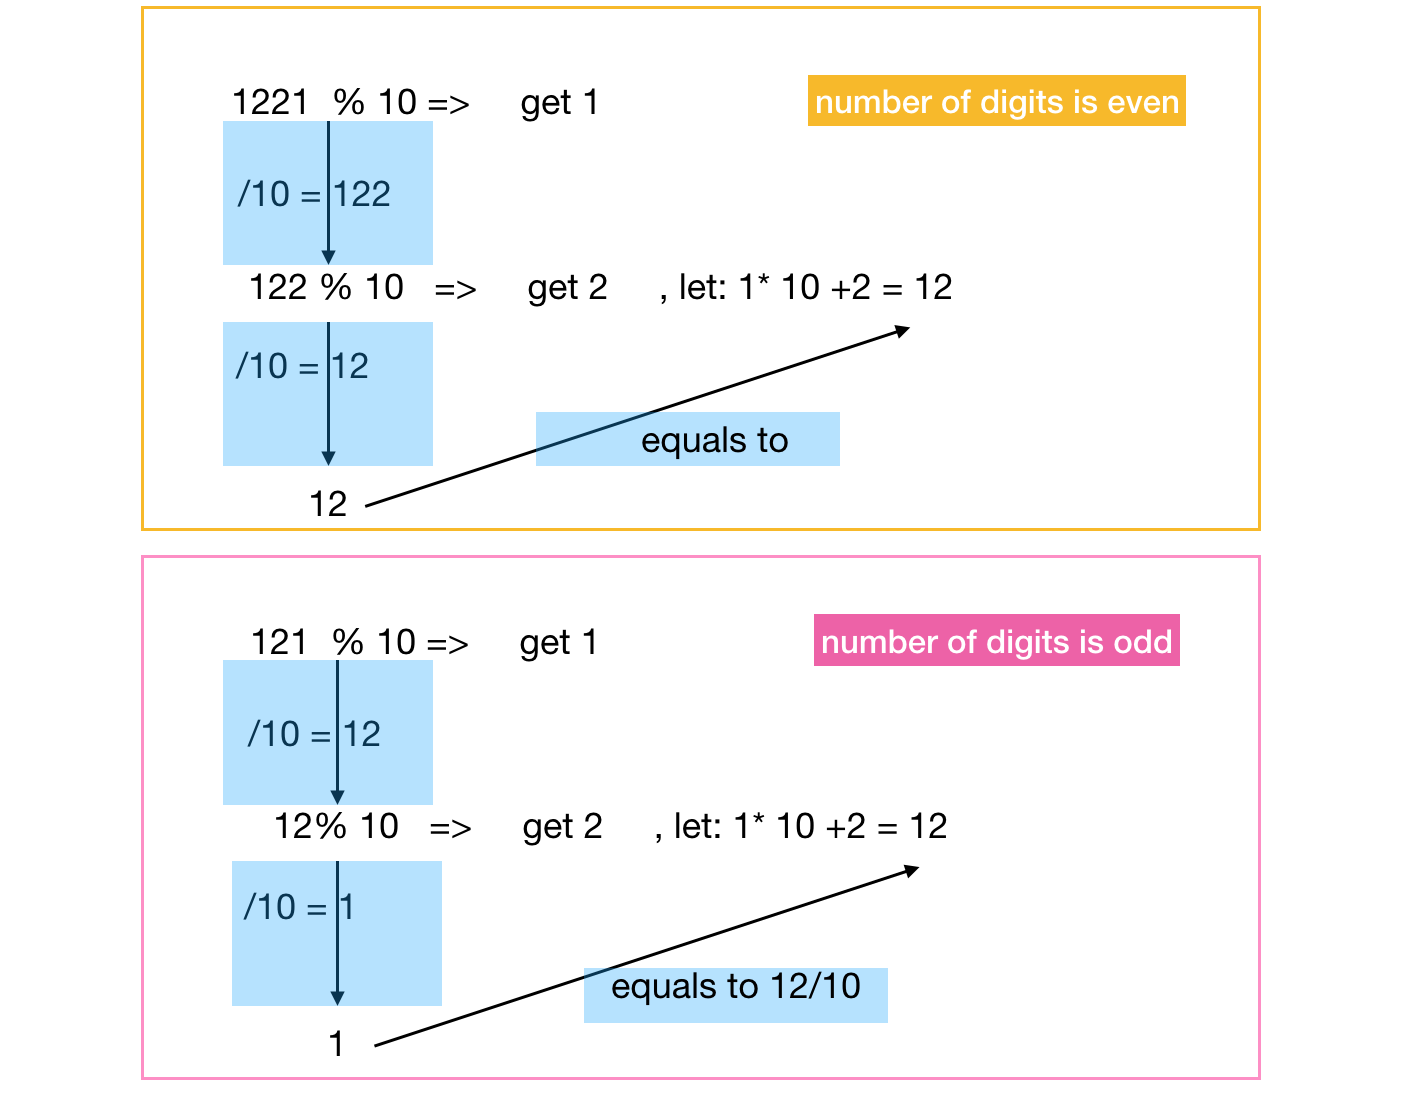 1221 % 10 => get 1
number of digits is even
/10 = 122
122 % 10 => get 2 , let: 1* 10 +2 = 12
/10 = 12
equals to
12
121 % 10 => get 1
number of digits is odd
/10 = 12
12% 10 => get 2 , let: 1* 10 +2 = 12
/10 = 1
equals to 12/10
1